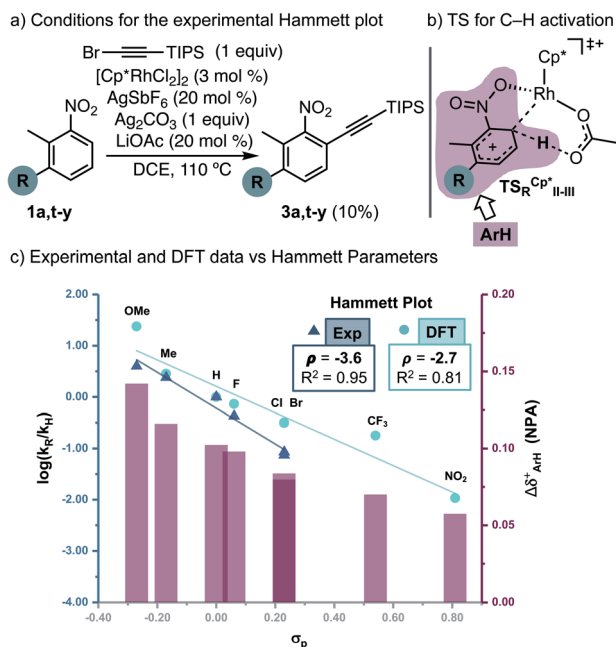 a) Conditions for the experimental Hammett plot
Br TIPS (1 equiv)
[Cp*RhCl2]2 (3 mol %)
AgSbF6 (20 mol %)
Ag2CO3 (1 equiv)
LiOAc (20 mol %)
DCE, 110 ºC
NO2
R
1a,t-y
NO2
TIPS
R
3a,t-y (10%)
b) TS for C–H activation
‡+
Cp*
Rh
O
N
O
O
O
H
+
R
TSR Cp* II-III
ArH
c) Experimental and DFT data vs Hammett Parameters
Hammett Plot
Exp
DFT
ρ = -3.6
R2 = 0.95
ρ = -2.7
R2 = 0.81
OMe
Me
H
F
Cl Br
CF3
NO2
log(kR/kH)
2.00
1.00
0.00
-1.00
-2.00
-3.00
-4.00
Δδ+ArH (NPA)
0.20
0.15
0.10
0.05
0.00
-0.40 -0.20 0.00 0.20 0.40 0.60 0.80
σp